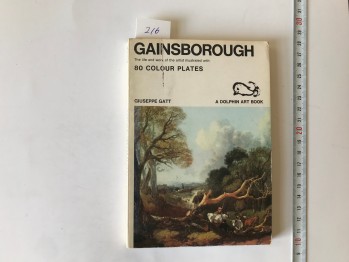 216
GAINSBOROUGH
The life and work of the artist illustrated with
80 COLOUR PLATES
GIUSEPPE GATT
A DOLPHIN ART BOOK